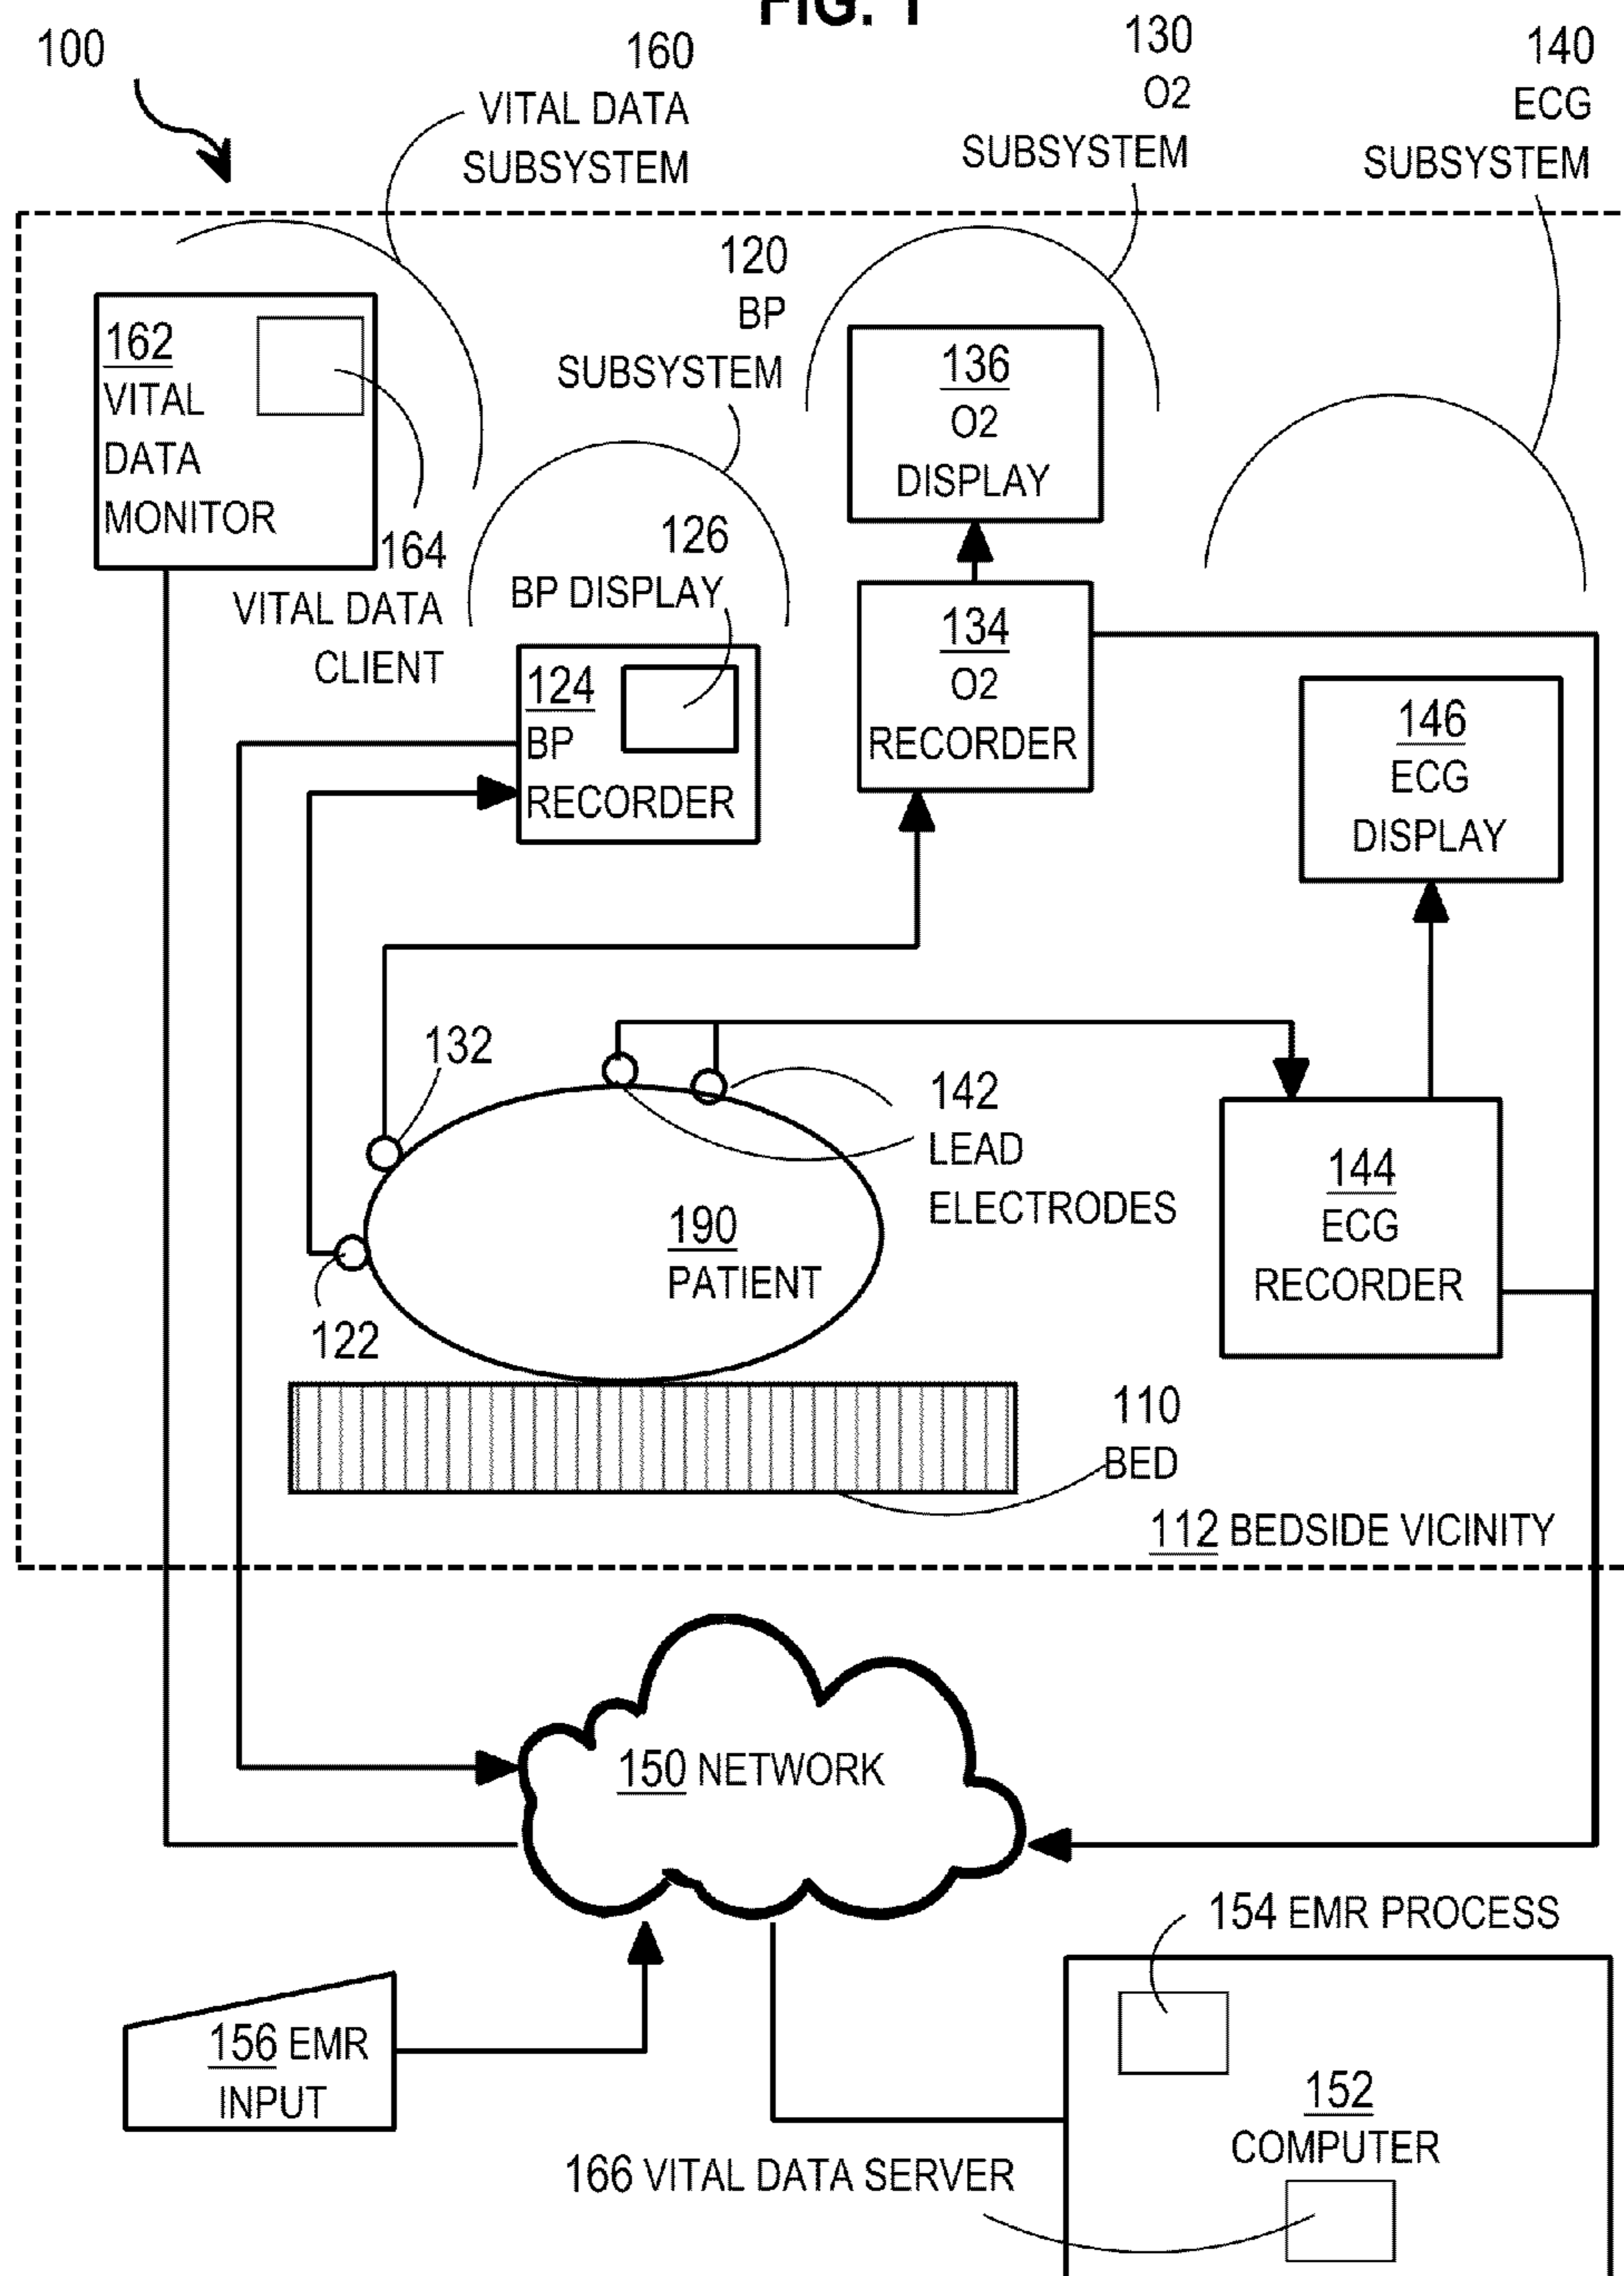 FIG. 1
100
160
VITAL DATA
SUBSYSTEM
130
O2
SUBSYSTEM
140
ECG
SUBSYSTEM
120
BP
SUBSYSTEM
162
VITAL
DATA
MONITOR
164
VITAL DATA
CLIENT
126
BP DISPLAY
124
BP
RECORDER
136
O2
DISPLAY
134
O2
RECORDER
146
ECG
DISPLAY
132
142
LEAD
ELECTRODES
144
ECG
RECORDER
190
PATIENT
122
110
BED
112 BEDSIDE VICINITY
150 NETWORK
154 EMR PROCESS
156 EMR
INPUT
152
COMPUTER
166 VITAL DATA SERVER